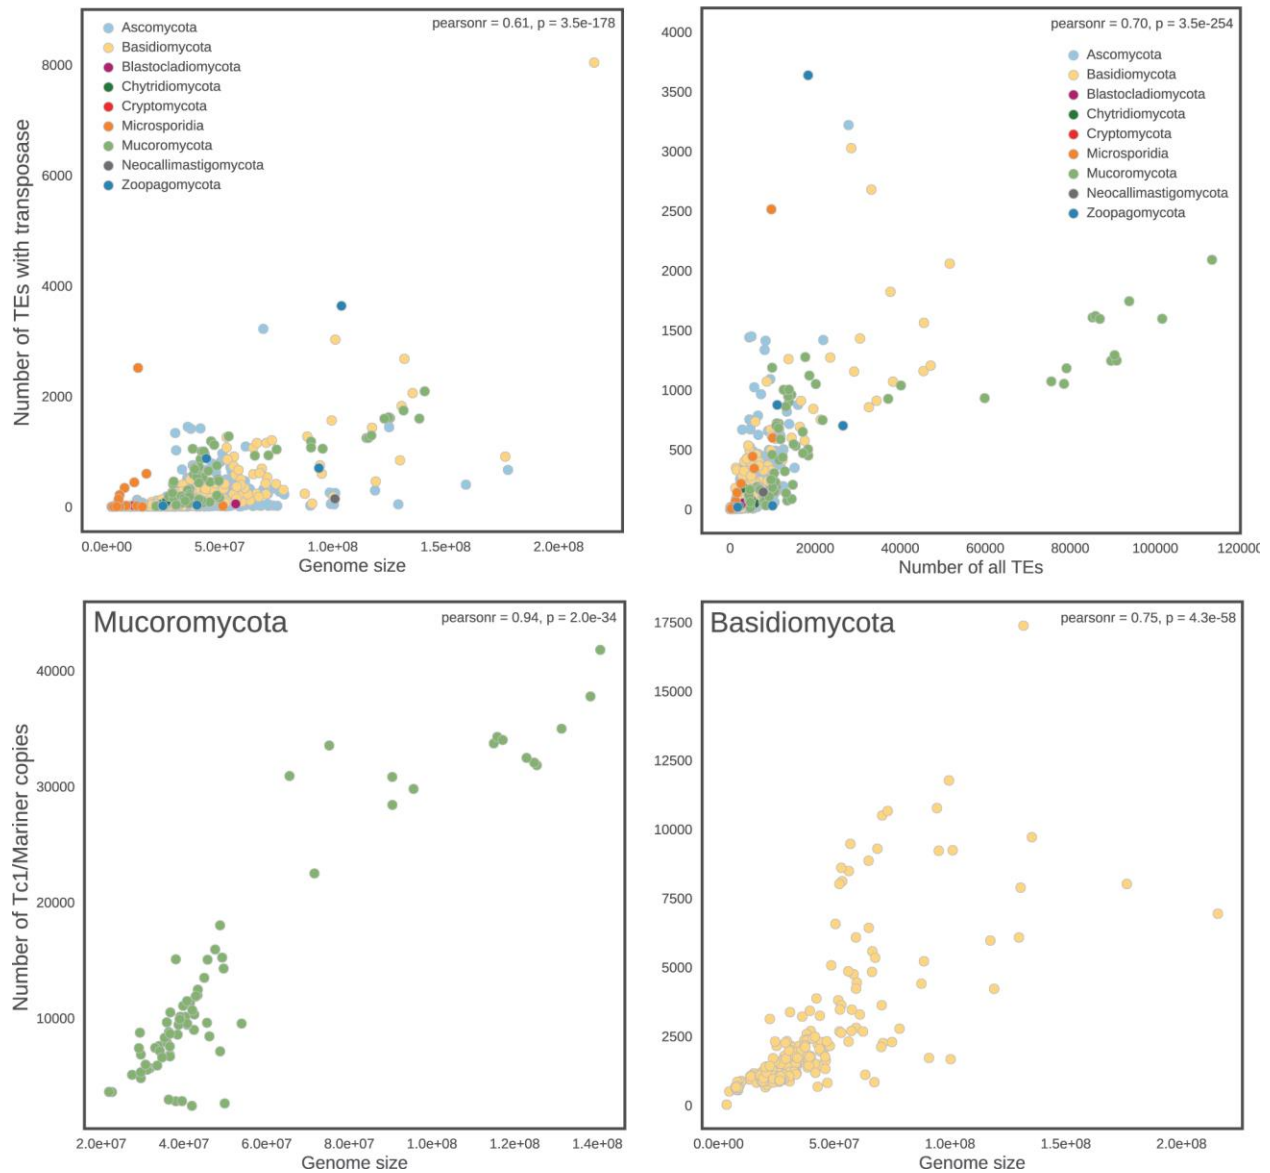 pearsonr = 0.61, p = 3.5e-178
Ascomycota
Basidiomycota
Blastocladiomycota
Chytridiomycota
Cryptomycota
Microsporidia
Mucoromycota
Neocallimastigomycota
Zoopagomycota
Number of TEs with transposase
8000
6000
4000
2000
0
0.0e+00 5.0e+07 1.0e+08 1.5e+08 2.0e+08
Genome size
pearsonr = 0.70, p = 3.5e-254
Ascomycota
Basidiomycota
Blastocladiomycota
Chytridiomycota
Cryptomycota
Microsporidia
Mucoromycota
Neocallimastigomycota
Zoopagomycota
4000
3500
3000
2500
2000
1500
1000
500
0
0 20000 40000 60000 80000 100000 120000
Number of all TEs
Mucoromycota
pearsonr = 0.94, p = 2.0e-34
Number of Tc1/Mariner copies
40000
30000
20000
10000
2.0e+07 4.0e+07 6.0e+07 8.0e+07 1.0e+08 1.2e+08 1.4e+08
Genome size
Basidiomycota
pearsonr = 0.75, p = 4.3e-58
17500
15000
12500
10000
7500
5000
2500
0
0.0e+00 5.0e+07 1.0e+08 1.5e+08 2.0e+08
Genome size